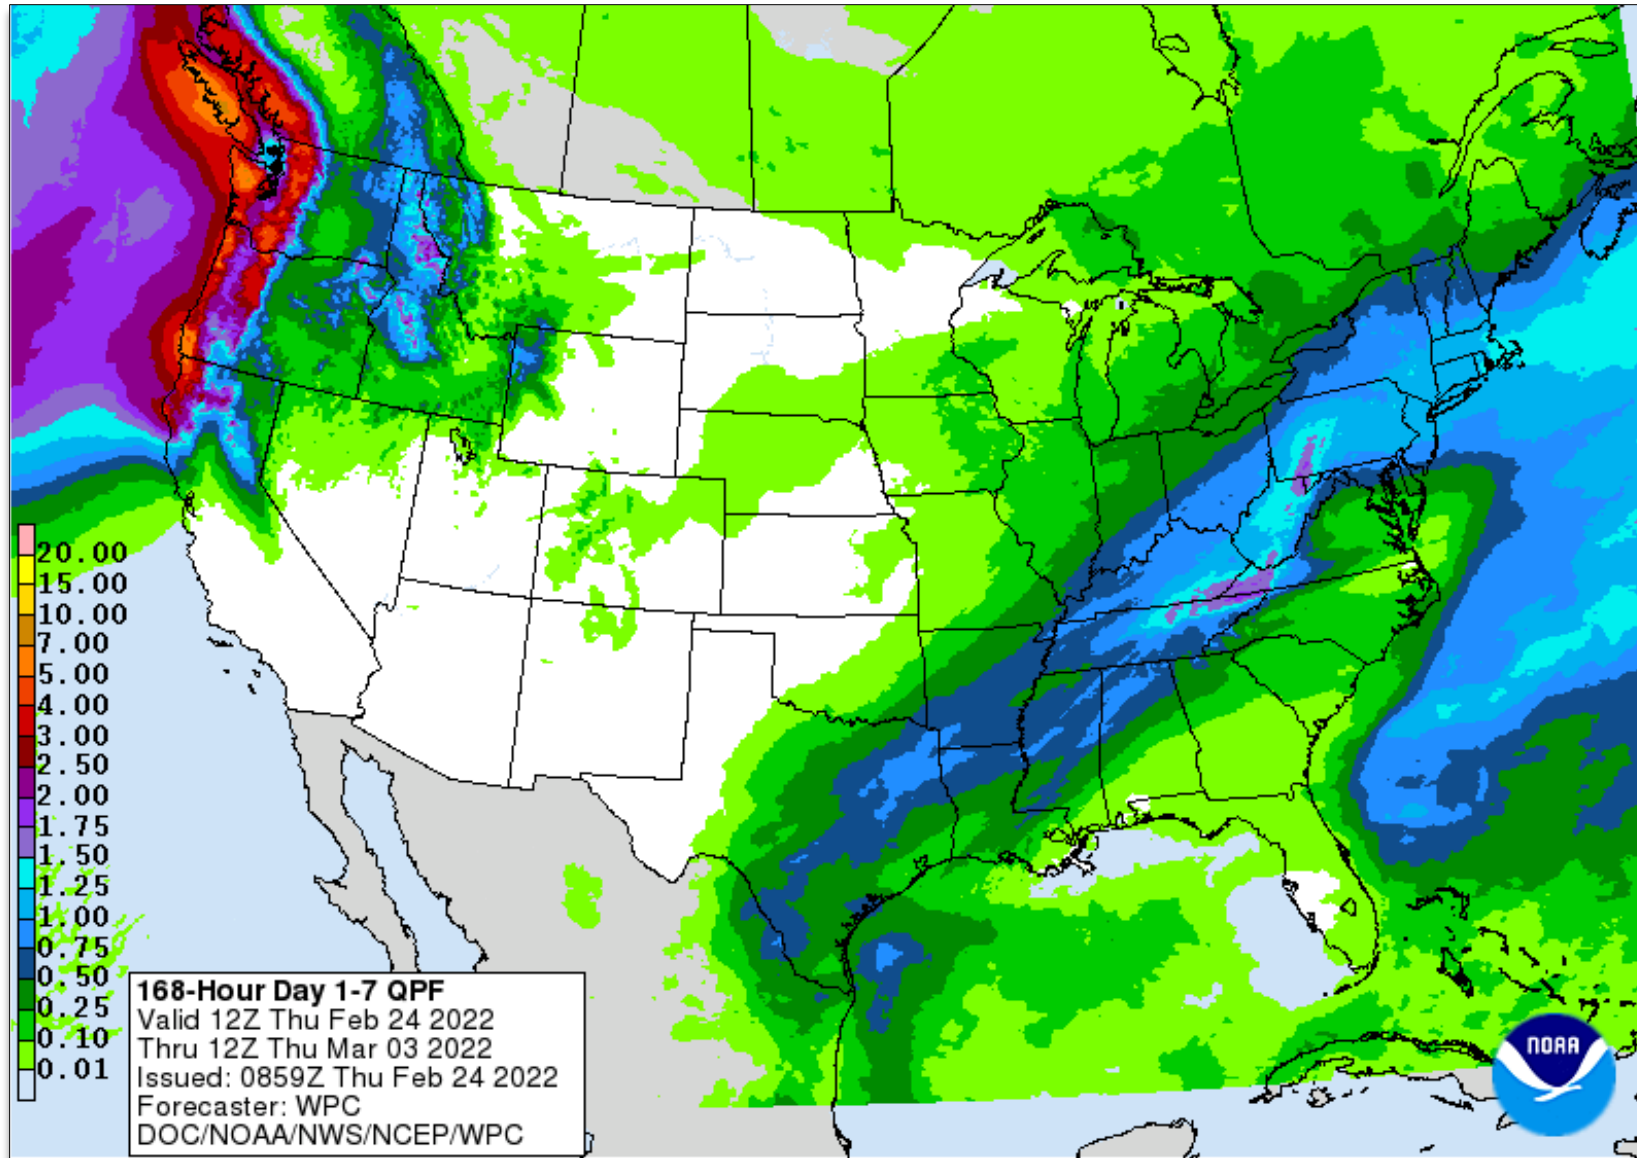 20.00
15.00
10.00
7.00
5.00
4.00
3.00
2.50
2.00
1.75
1.50
1.25
1.00
0.75
0.50
0.25
0.10
0.01
168-Hour Day 1-7 QPF
Valid 12Z Thu Feb 24 2022
Thru 12Z Thu Mar 03 2022
Issued: 0859Z Thu Feb 24 2022
Forecaster: WPC
DOC/NOAA/NWS/NCEP/WPC
NOAA